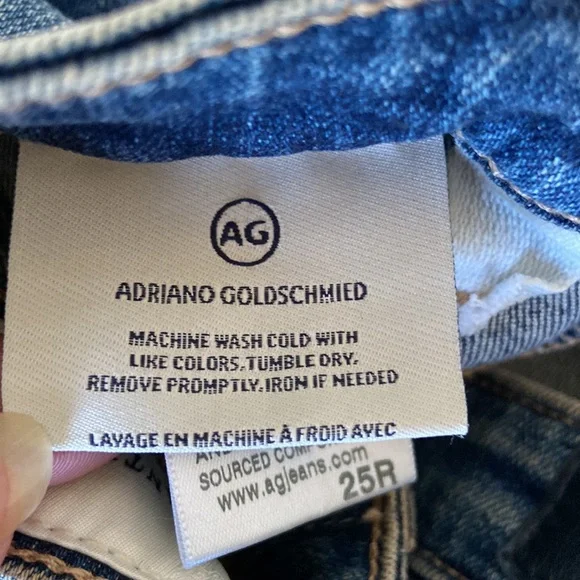 AG
ADRIANO GOLDSCHMIED
MACHINE WASH COLD WITH
LIKE COLORS. TUMBLE DRY.
REMOVE PROMPTLY. IRON IF NEEDED
LAVAGE EN MACHINE À FROID AVEC
SOURCED
www.agjeans.com
25R